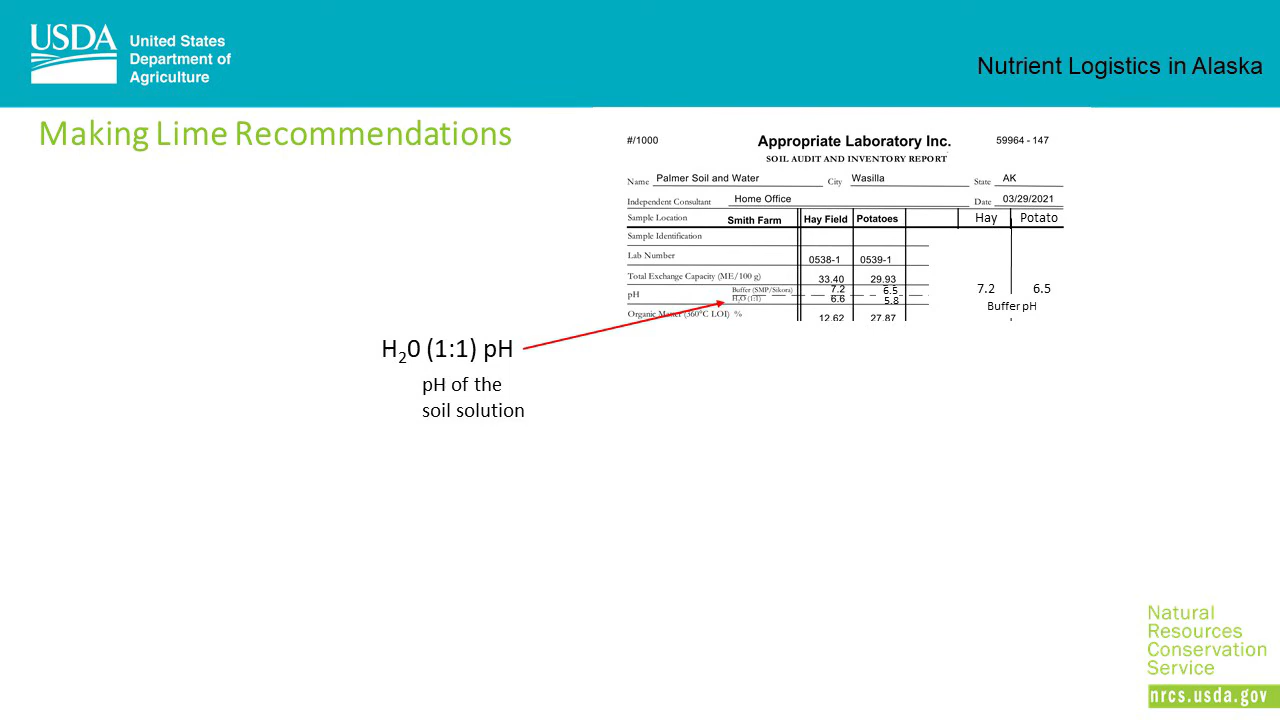 USDA
United States
Department of
Agriculture
Nutrient Logistics in Alaska
Making Lime Recommendations
#/1000 Appropriate Laboratory Inc. 59964 - 147
SOIL AUDIT AND INVENTORY REPORT
Name Palmer Soil and Water City Wasilla State AK
Independent Consultant Home Office Date 03/29/2021
Sample Location Smith Farm Hay Field Potatoes Hay Potato
Sample Identification
Lab Number 0538-1 0539-1
Total Exchange Capacity (ME/100 g) 33.40 29.93
pH Buffer (SMP/Sikora) 7.2 6.5 7.2 6.5
H2O (1:1) 6.6 5.8 Buffer pH
Organic Matter (360°C LOI) % 12.62 27.87
H₂0 (1:1) pH
pH of the
soil solution
Natural
Resources
Conservation
Service
nrcs.usda.gov